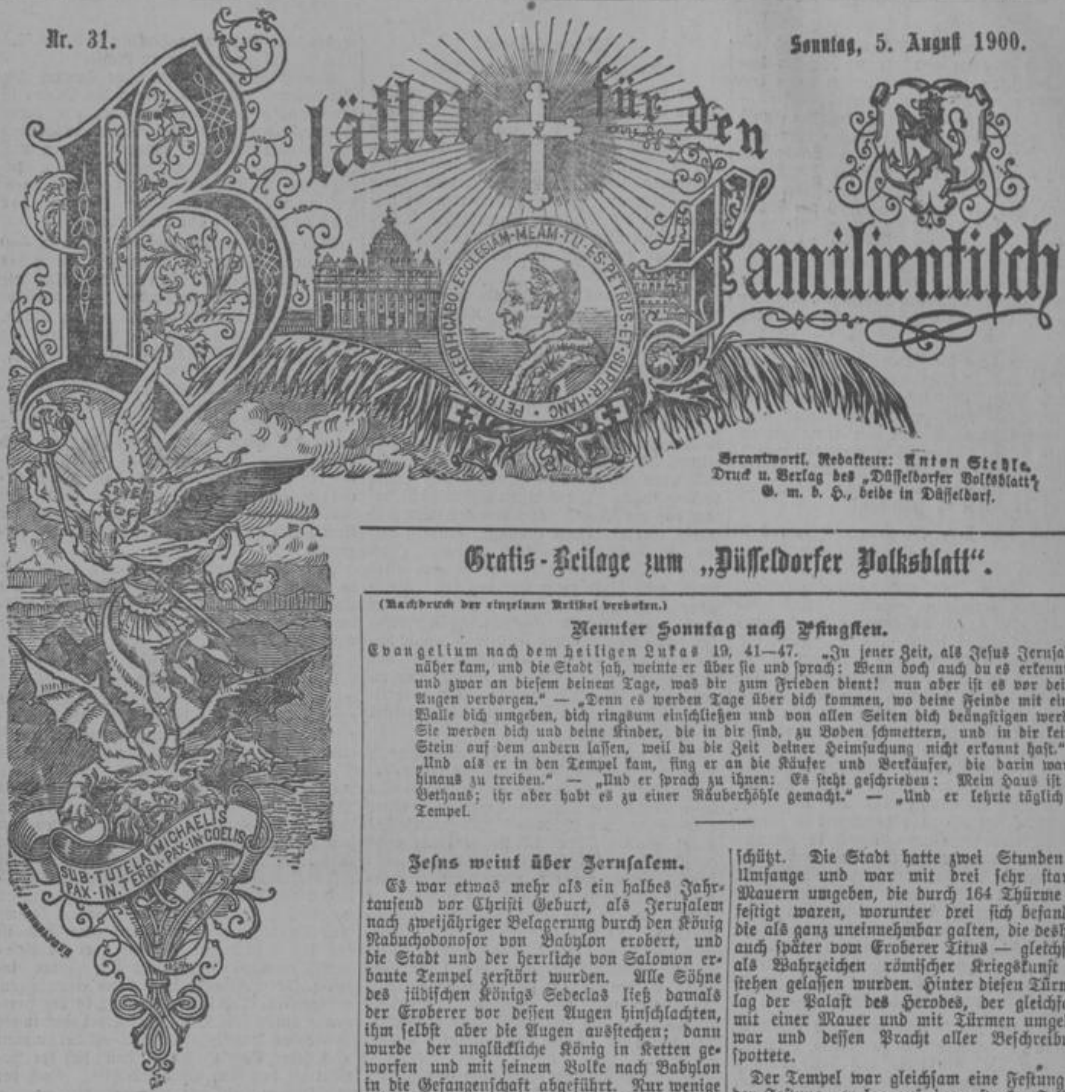 Nr. 31.
Sonntag, 5. August 1900.
Blätter für den
Familientisch
PETRAM·AEDIFICABO·ECCLESIAM·MEAM·TU·ES·PETRUS·ET·SUPER·HANC·
Verantwortl. Redakteur: Anton Stehle.
Druck u. Verlag des „Düsseldorfer Volksblatt“,
G. m. b. H., beide in Düsseldorf.
Gratis-Beilage zum „Düsseldorfer Volksblatt“.
(Nachdruck der einzelnen Artikel verboten.)
Neunter Sonntag nach Pfingsten.
Evangelium nach dem heiligen Lukas 19, 41—47. „In jener Zeit, als Jesus Jerusa
näher kam, und die Stadt sah, weinte er über sie und sprach: Wenn doch auch du es erkenn
und zwar an diesem deinem Tage, was dir zum Frieden dient! nun aber ist es vor dei
Augen verborgen.“ — „Denn es werden Tage über dich kommen, wo deine Feinde mit ein
Walle dich umgeben, dich ringsum einschließen und von allen Seiten dich beängstigen werd
Sie werden dich und deine Kinder, die in dir sind, zu Boden schmettern, und in dir kei
Stein auf dem andern lassen, weil du die Zeit deiner Heimsuchung nicht erkannt hast.“
„Und als er in den Tempel kam, fing er an die Käufer und Verkäufer, die darin war
hinaus zu treiben.“ — „Und er sprach zu ihnen: Es steht geschrieben: Mein Haus ist
Bethaus; ihr aber habt es zu einer Räuberhöhle gemacht.“ — „Und er lehrte täglich
Tempel.
SUB·TUTELA·MICHAELIS
PAX·IN·TERRA·PAX·IN·COELIS
Jesus weint über Jerusalem.
Es war etwas mehr als ein halbes Jahr-
tausend vor Christi Geburt, als Jerusalem
nach zweijähriger Belagerung durch den König
Nabuchodonosor von Babylon erobert, und
die Stadt und der herrliche von Salomon er-
baute Tempel zerstört wurden. Alle Söhne
des jüdischen Königs Sedecias ließ damals
der Eroberer vor dessen Augen hinschlachten,
ihm selbst aber die Augen ausstechen; dann
wurde der unglückliche König in Ketten ge-
worfen und mit seinem Volke nach Babylon
in die Gefangenschaft abgeführt. Nur wenige
schützt. Die Stadt hatte zwei Stunden
Umfange und war mit drei sehr star
Mauern umgeben, die durch 164 Thürme
festigt waren, worunter drei sich befand
die als ganz uneinnehmbar galten, die desh
auch später vom Eroberer Titus — gleichs
als Wahrzeichen römischer Kriegskunst
stehen gelassen wurden. Hinter diesen Türm
lag der Palast des Herodes, der gleichfa
mit einer Mauer und mit Türmen umgeb
war und dessen Pracht aller Beschreibu
spottete.
Der Tempel war gleichsam eine Festung